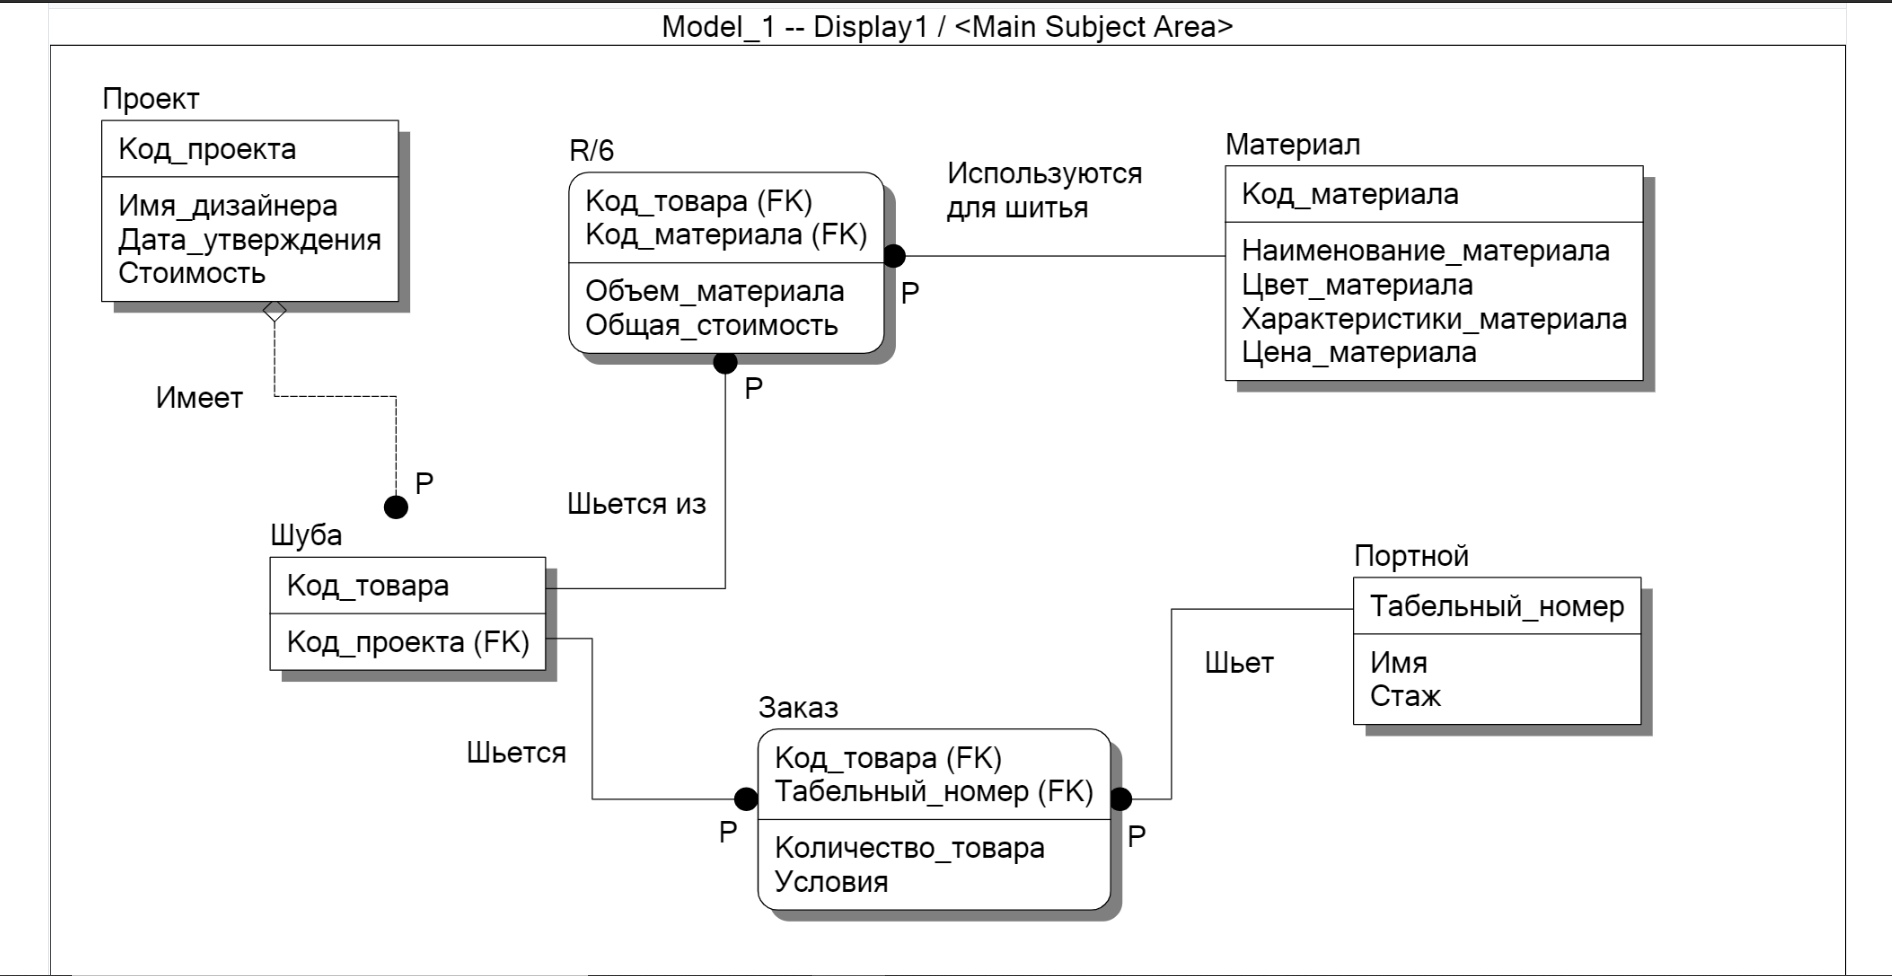 Model_1 -- Display1 / <Main Subject Area>
Проект
Код_проекта
Имя_дизайнера
Дата_утверждения
Стоимость
Имеет
P
R/6
Код_товара (FK)
Код_материала (FK)
Объем_материала
Общая_стоимость
P
P
Используются
для шитья
Материал
Код_материала
Наименование_материала
Цвет_материала
Характеристики_материала
Цена_материала
Шьется из
Шуба
Код_товара
Код_проекта (FK)
Шьется
P
Заказ
Код_товара (FK)
Табельный_номер (FK)
Количество_товара
Условия
P
Шьет
Портной
Табельный_номер
Имя
Стаж